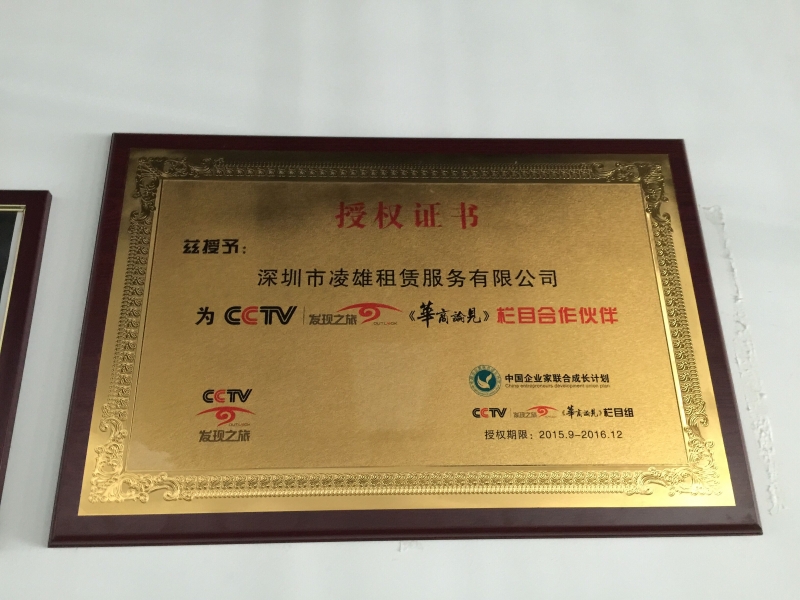 授权证书
兹授予：
深圳市凌雄租赁服务有限公司
为 CCTV 发现之旅 OUTLOOK 《華商論見》栏目合作伙伴
中国企业家联合成长计划
China entrepreneurs development union plan
CCTV
OUTLOOK
发现之旅
CCTV 发现之旅 《華商論見》栏目组
授权期限：2015.9-2016.12